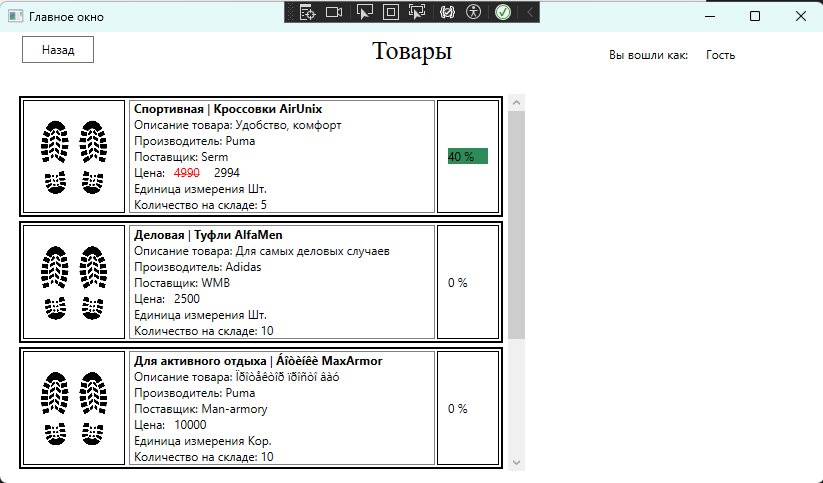 Главное окно
Назад
Товары
Вы вошли как: Гость
Спортивная | Кроссовки AirUnix
Описание товара: Удобство, комфорт
Производитель: Puma
Поставщик: Serm
Цена: 4990 2994
Единица измерения Шт.
Количество на складе: 5
40 %
Деловая | Туфли AlfaMen
Описание товара: Для самых деловых случаев
Производитель: Adidas
Поставщик: WMB
Цена: 2500
Единица измерения Шт.
Количество на складе: 10
0 %
Для активного отдыха | Áîòèíêè MaxArmor
Описание товара: Ïðîòåêòîð ïðîñòî âàó
Производитель: Puma
Поставщик: Man-armory
Цена: 10000
Единица измерения Кор.
Количество на складе: 10
0 %